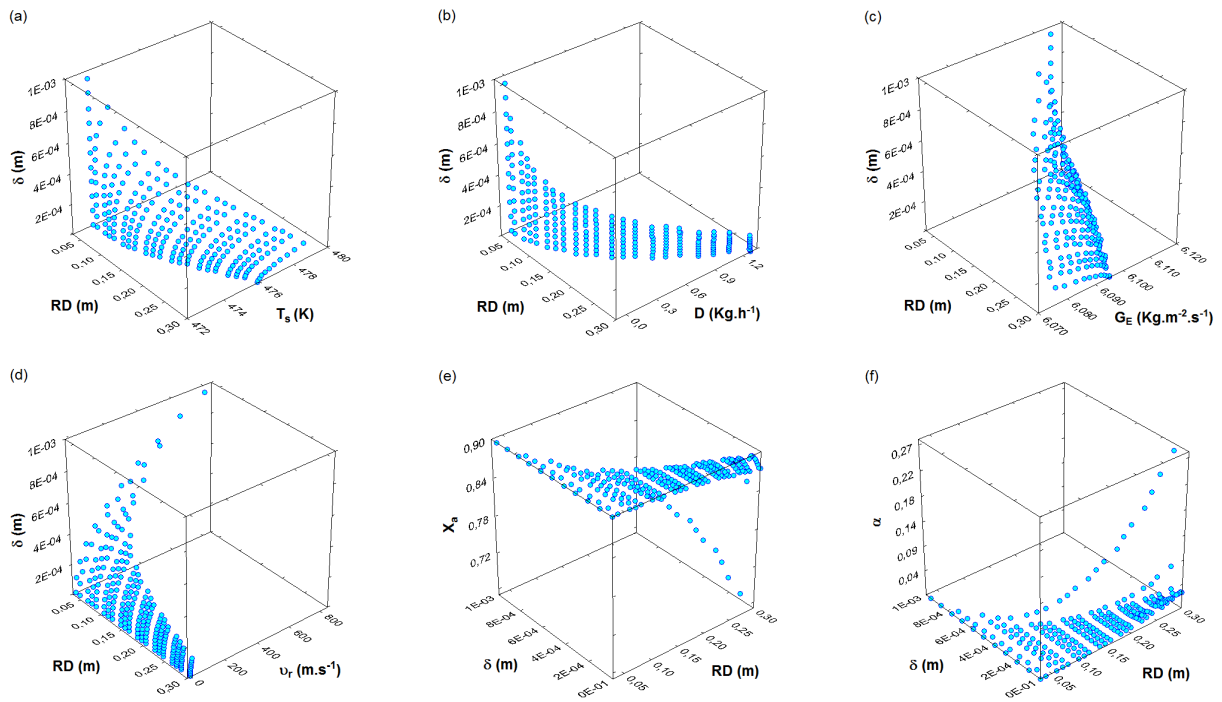 (a)
1E-03
8E-04
6E-04
4E-04
2E-04
δ (m)
0,05
0,10
0,15
0,20
0,25
0,30
RD (m)
472
474
476
478
480
Ts (K)
(b)
1E-03
8E-04
6E-04
4E-04
2E-04
δ (m)
0,05
0,10
0,15
0,20
0,25
0,30
RD (m)
0,0
0,3
0,6
0,9
1,2
D (Kg.h-1)
(c)
1E-03
8E-04
6E-04
4E-04
2E-04
δ (m)
0,05
0,10
0,15
0,20
0,25
0,30
RD (m)
6,070
6,080
6,090
6,100
6,110
6,120
GE (Kg.m-2.s-1)
(d)
1E-03
8E-04
6E-04
4E-04
2E-04
δ (m)
0,05
0,10
0,15
0,20
0,25
0,30
RD (m)
0
200
400
600
800
υr (m.s-1)
(e)
0,90
0,84
0,78
0,72
Xa
1E-03
8E-04
6E-04
4E-04
2E-04
0E-01
δ (m)
0,05
0,10
0,15
0,20
0,25
0,30
RD (m)
(f)
0,27
0,22
0,18
0,14
0,09
0,04
α
1E-03
8E-04
6E-04
4E-04
2E-04
0E-01
δ (m)
0,05
0,10
0,15
0,20
0,25
0,30
RD (m)